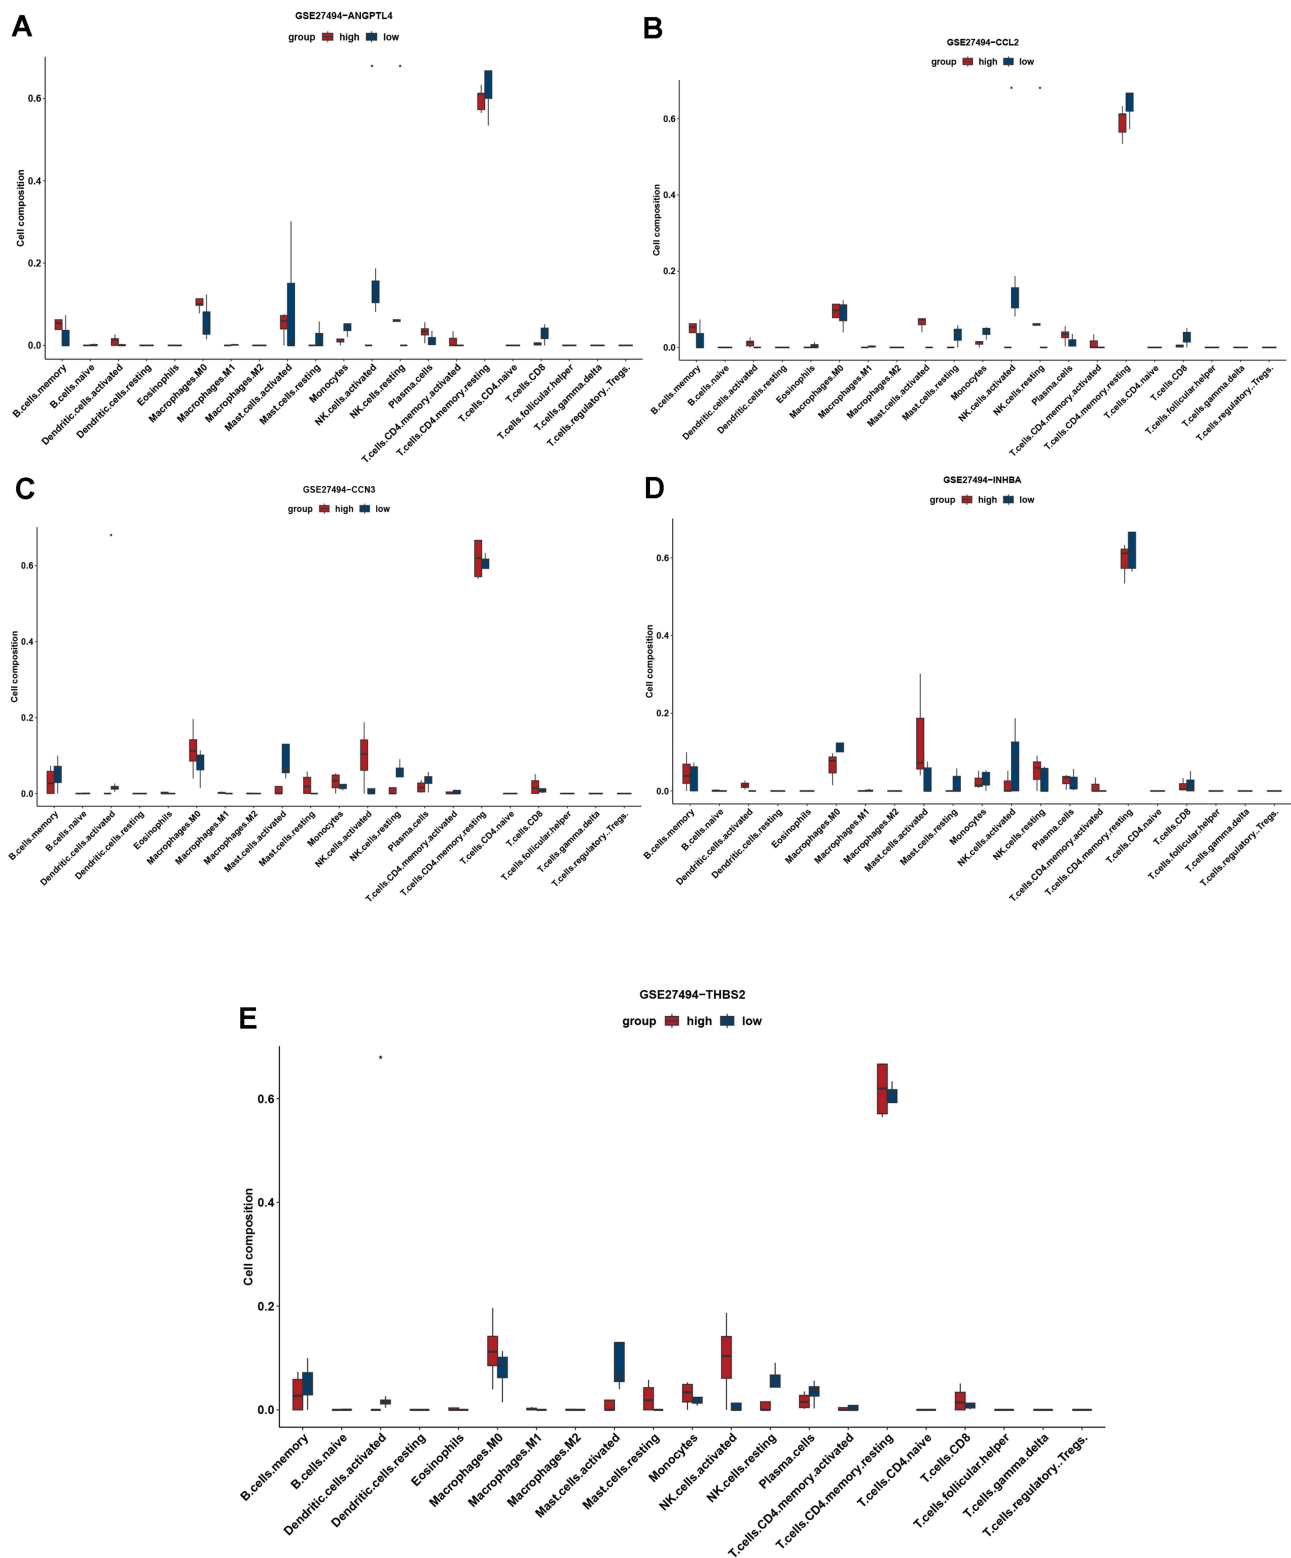 A
GSE27494−ANGPTL4
group high low
* *
Cell composition
0.6
0.4
0.2
0.0
B.cells.memory
B.cells.naive
Dendritic.cells.activated
Dendritic.cells.resting
Eosinophils
Macrophages.M0
Macrophages.M1
Macrophages.M2
Mast.cells.activated
Mast.cells.resting
Monocytes
NK.cells.activated
NK.cells.resting
Plasma.cells
T.cells.CD4.memory.activated
T.cells.CD4.memory.resting
T.cells.CD4.naive
T.cells.CD8
T.cells.follicular.helper
T.cells.gamma.delta
T.cells.regulatory..Tregs.
B
GSE27494−CCL2
group high low
* *
Cell composition
0.6
0.4
0.2
0.0
B.cells.memory
B.cells.naive
Dendritic.cells.activated
Dendritic.cells.resting
Eosinophils
Macrophages.M0
Macrophages.M1
Macrophages.M2
Mast.cells.activated
Mast.cells.resting
Monocytes
NK.cells.activated
NK.cells.resting
Plasma.cells
T.cells.CD4.memory.activated
T.cells.CD4.memory.resting
T.cells.CD4.naive
T.cells.CD8
T.cells.follicular.helper
T.cells.gamma.delta
T.cells.regulatory..Tregs.
C
GSE27494−CCN3
group high low
*
Cell composition
0.6
0.4
0.2
0.0
B.cells.memory
B.cells.naive
Dendritic.cells.activated
Dendritic.cells.resting
Eosinophils
Macrophages.M0
Macrophages.M1
Macrophages.M2
Mast.cells.activated
Mast.cells.resting
Monocytes
NK.cells.activated
NK.cells.resting
Plasma.cells
T.cells.CD4.memory.activated
T.cells.CD4.memory.resting
T.cells.CD4.naive
T.cells.CD8
T.cells.follicular.helper
T.cells.gamma.delta
T.cells.regulatory..Tregs.
D
GSE27494−INHBA
group high low
Cell composition
0.6
0.4
0.2
0.0
B.cells.memory
B.cells.naive
Dendritic.cells.activated
Dendritic.cells.resting
Eosinophils
Macrophages.M0
Macrophages.M1
Macrophages.M2
Mast.cells.activated
Mast.cells.resting
Monocytes
NK.cells.activated
NK.cells.resting
Plasma.cells
T.cells.CD4.memory.activated
T.cells.CD4.memory.resting
T.cells.CD4.naive
T.cells.CD8
T.cells.follicular.helper
T.cells.gamma.delta
T.cells.regulatory..Tregs.
E
GSE27494−THBS2
group high low
*
Cell composition
0.6
0.4
0.2
0.0
B.cells.memory
B.cells.naive
Dendritic.cells.activated
Dendritic.cells.resting
Eosinophils
Macrophages.M0
Macrophages.M1
Macrophages.M2
Mast.cells.activated
Mast.cells.resting
Monocytes
NK.cells.activated
NK.cells.resting
Plasma.cells
T.cells.CD4.memory.activated
T.cells.CD4.memory.resting
T.cells.CD4.naive
T.cells.CD8
T.cells.follicular.helper
T.cells.gamma.delta
T.cells.regulatory..Tregs.